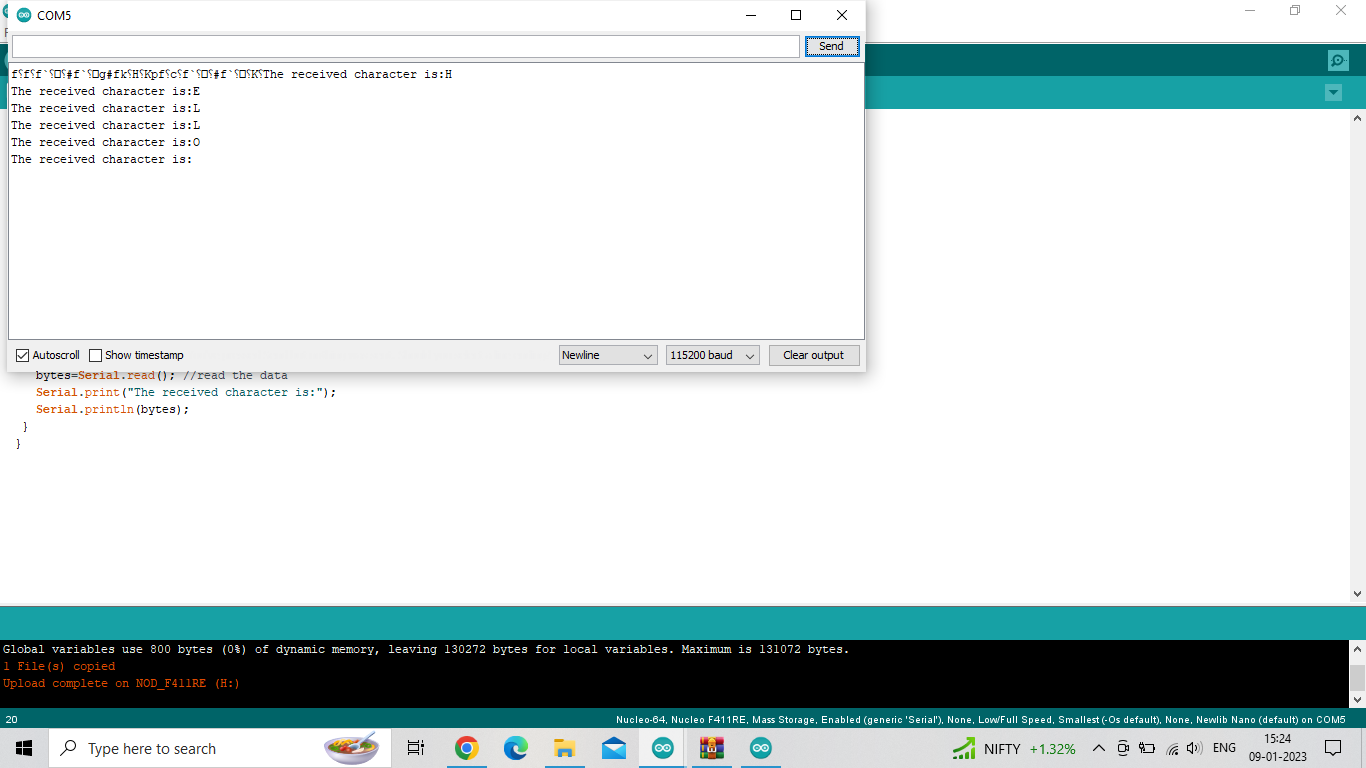 COM5
Send
The received character is:H
The received character is:E
The received character is:L
The received character is:L
The received character is:O
The received character is:
Autoscroll
Show timestamp
Newline
115200 baud
Clear output
bytes=Serial.read(); //read the data
Serial.print("The received character is:");
Serial.println(bytes);
}
}
Global variables use 800 bytes (0%) of dynamic memory, leaving 130272 bytes for local variables. Maximum is 131072 bytes.
1 File(s) copied
Upload complete on NOD_F411RE (H:)
20
Nucleo-64, Nucleo F411RE, Mass Storage, Enabled (generic 'Serial'), None, Low/Full Speed, Smallest (-Os default), None, Newlib Nano (default) on COM5
Type here to search
NIFTY +1.32%
ENG
15:24
09-01-2023